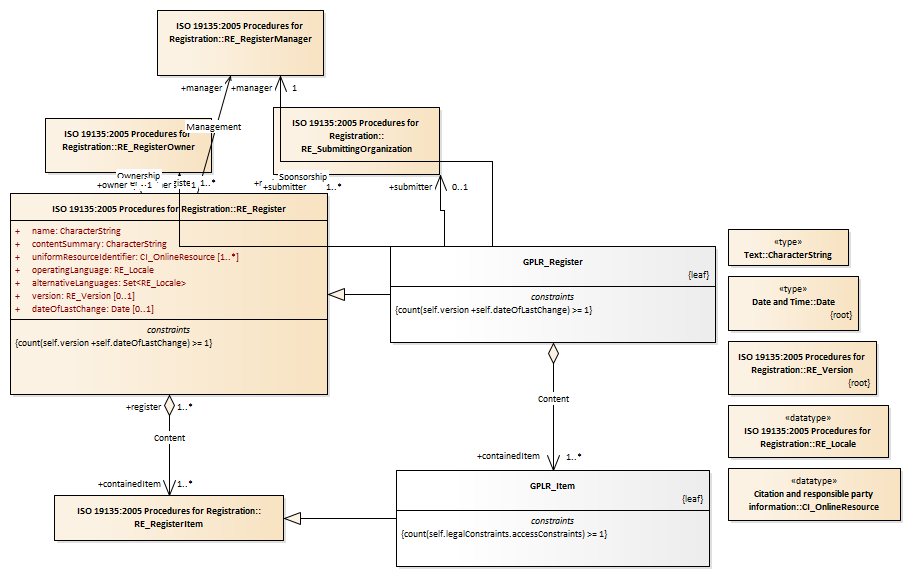 ISO 19135:2005 Procedures for
Registration::RE_RegisterManager
+manager
+manager
1
Management
ISO 19135:2005 Procedures for
Registration::RE_RegisterOwner
ISO 19135:2005 Procedures for
Registration::
RE_SubmittingOrganization
Ownership
+owner
1
1
1..*
Sponsorship
+submitter
1..*
+submitter
0..1
ISO 19135:2005 Procedures for Registration::RE_Register
+ name: CharacterString
+ contentSummary: CharacterString
+ uniformResourceIdentifier: CI_OnlineResource [1..*]
+ operatingLanguage: RE_Locale
+ alternativeLanguages: Set<RE_Locale>
+ version: RE_Version [0..1]
+ dateOfLastChange: Date [0..1]
constraints
{count(self.version +self.dateOfLastChange) >= 1}
GPLR_Register
{leaf}
constraints
{count(self.version +self.dateOfLastChange) >= 1}
«type»
Text::CharacterString
«type»
Date and Time::Date
{root}
ISO 19135:2005 Procedures for
Registration::RE_Version
{root}
«datatype»
ISO 19135:2005 Procedures for
Registration::RE_Locale
«datatype»
Citation and responsible party
information::CI_OnlineResource
+register
1..*
Content
+containedItem
1..*
Content
+containedItem
1..*
ISO 19135:2005 Procedures for Registration::
RE_RegisterItem
GPLR_Item
{leaf}
constraints
{count(self.legalConstraints.accessConstraints) >= 1}